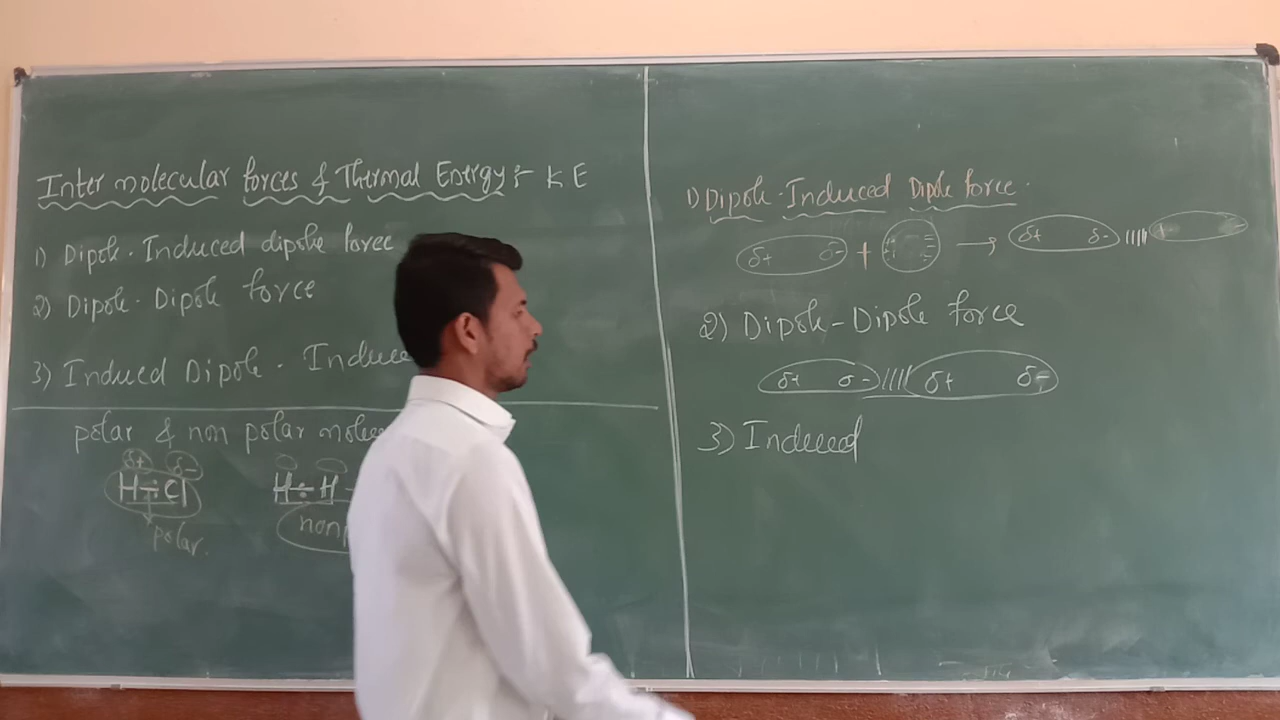 Inter molecular forces & Thermal Energy :- K E
1) Dipole - Induced dipole force
2) Dipole - Dipole force
3) Induced Dipole - Induce
polar & non polar molec
δ+ δ-
H÷Cl H÷H
polar.
1) Dipole - Induced Dipole force.
δ+ δ- + → δ+ δ- + -
2) Dipole - Dipole force
δ+ δ- δ+ δ-
3) Induced